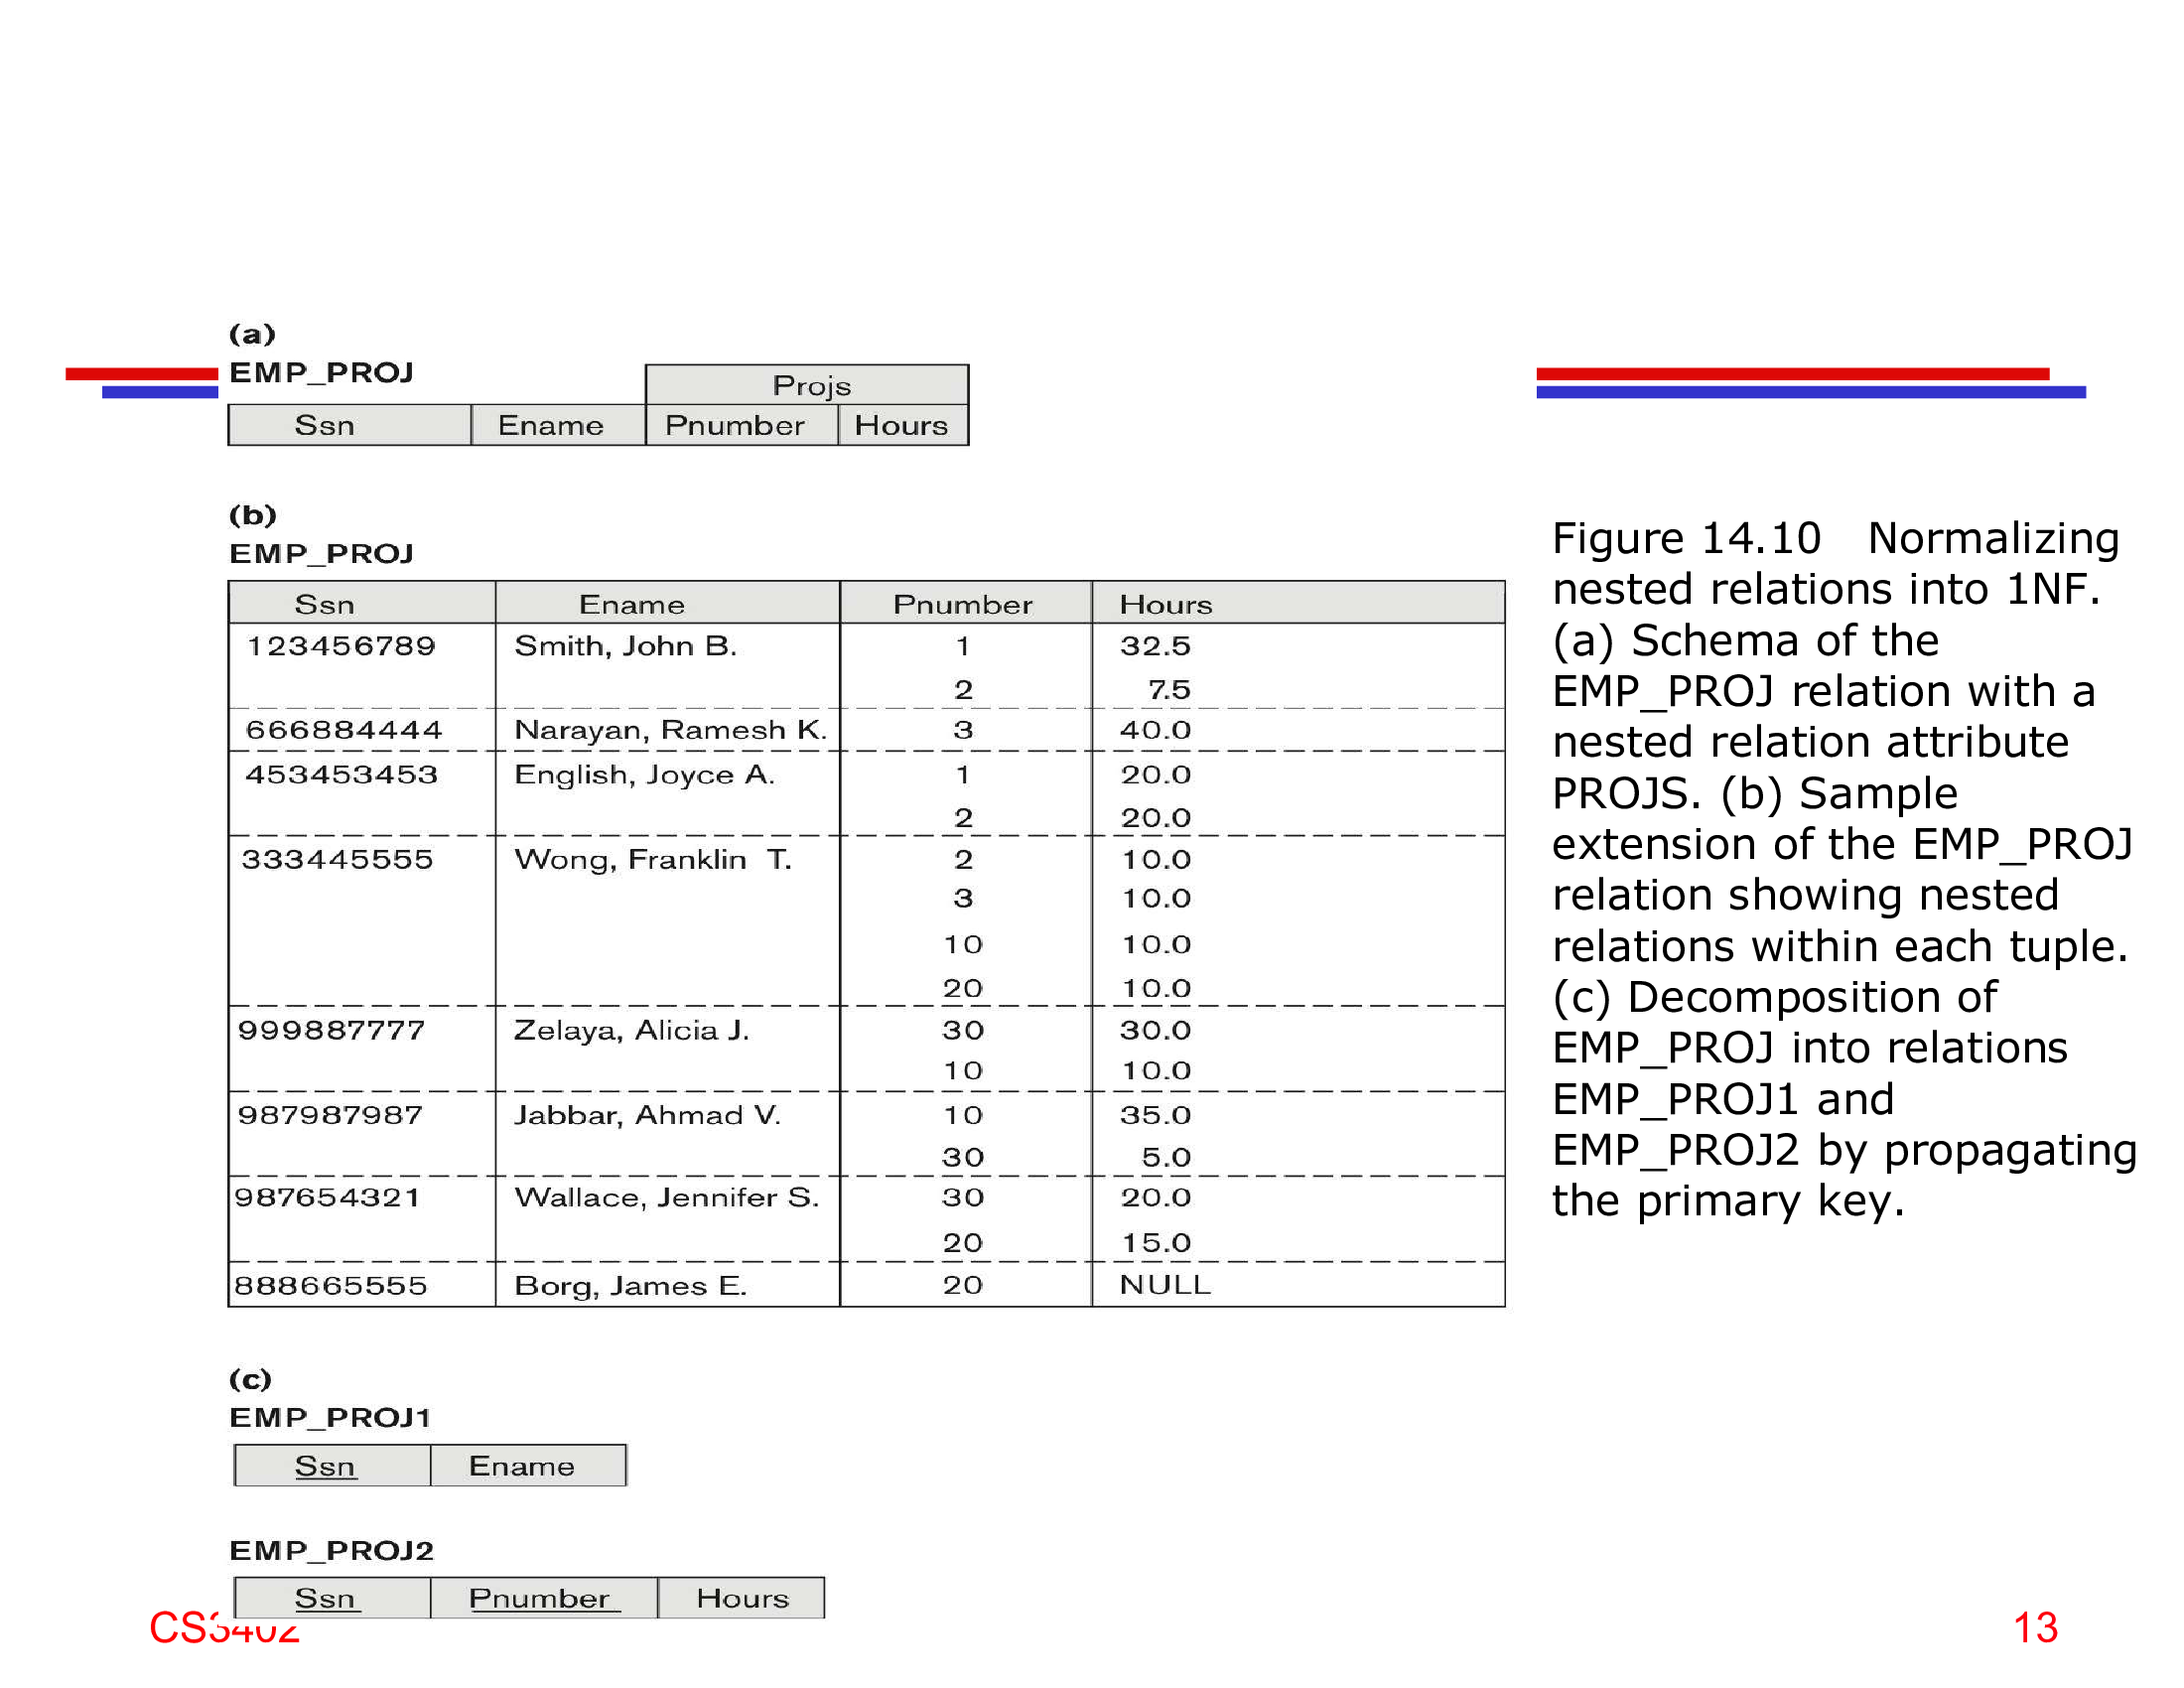 (a)
EMP_PROJ
Projs
Ssn Ename Pnumber Hours
(b)
EMP_PROJ
Ssn Ename Pnumber Hours
123456789 Smith, John B. 1 32.5
2 7.5
666884444 Narayan, Ramesh K. 3 40.0
453453453 English, Joyce A. 1 20.0
2 20.0
333445555 Wong, Franklin T. 2 10.0
3 10.0
10 10.0
20 10.0
999887777 Zelaya, Alicia J. 30 30.0
10 10.0
987987987 Jabbar, Ahmad V. 10 35.0
30 5.0
987654321 Wallace, Jennifer S. 30 20.0
20 15.0
888665555 Borg, James E. 20 NULL
(c)
EMP_PROJ1
Ssn Ename
EMP_PROJ2
Ssn Pnumber Hours
Figure 14.10 Normalizing
nested relations into 1NF.
(a) Schema of the
EMP_PROJ relation with a
nested relation attribute
PROJS. (b) Sample
extension of the EMP_PROJ
relation showing nested
relations within each tuple.
(c) Decomposition of
EMP_PROJ into relations
EMP_PROJ1 and
EMP_PROJ2 by propagating
the primary key.
CS3402
13